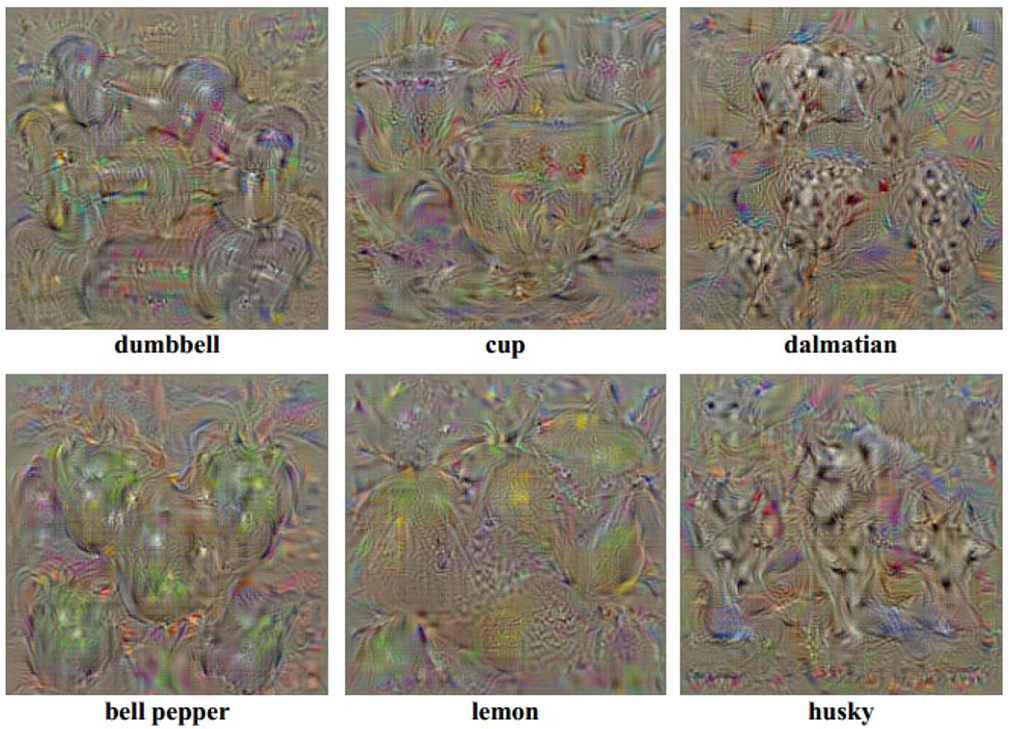 dumbbell
cup
dalmatian
bell pepper
lemon
husky